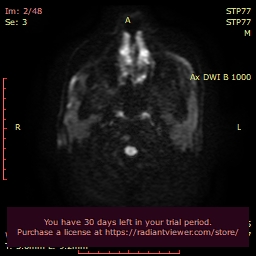 Im: 2/48
Se: 3
STP77
STP77
M
A
Ax DWI B 1000
R
L
You have 30 days left in your trial period.
Purchase a license at https://radiantviewer.com/store/